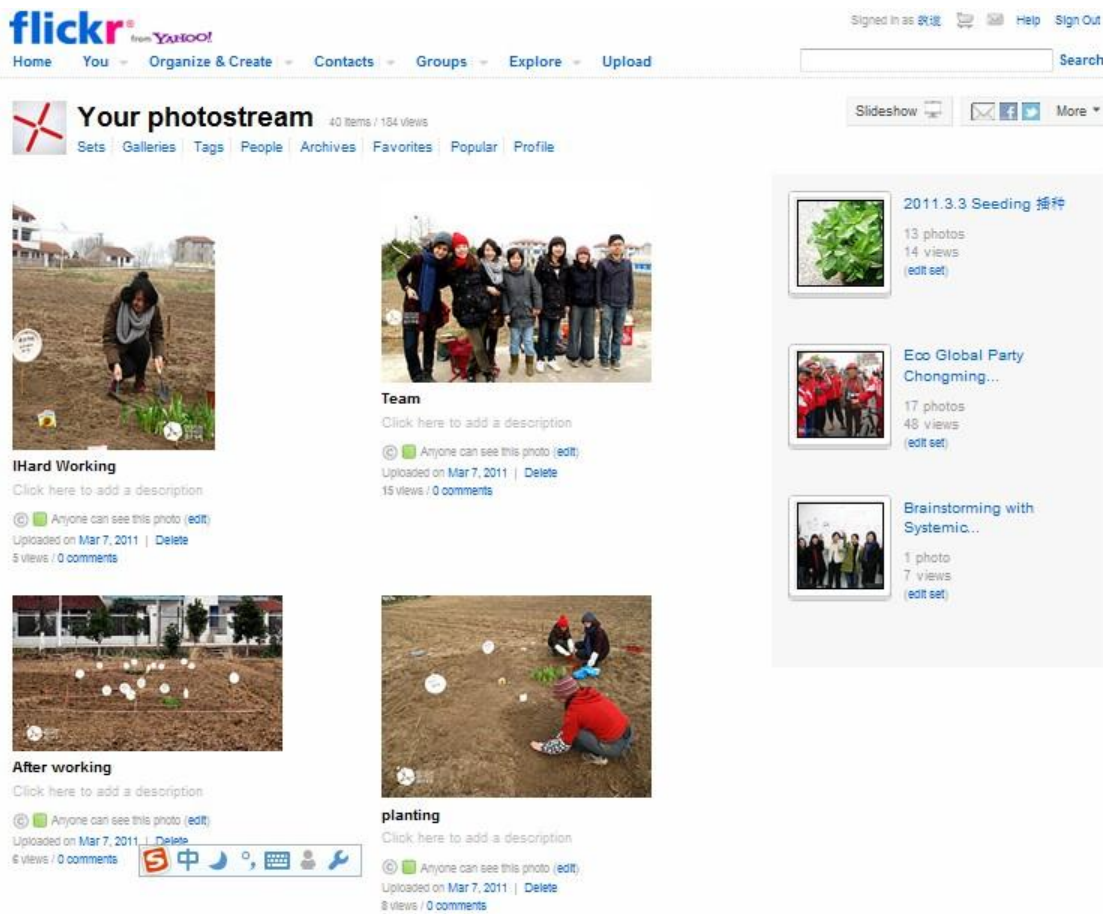 flickr from YAHOO!
Signed in as Help Sign Out
Home You Organize & Create Contacts Groups Explore Upload
Search
Your photostream 40 items / 184 views
Slideshow More
Sets Galleries Tags People Archives Favorites Popular Profile
IHard Working
Click here to add a description
Anyone can see this photo (edit)
Uploaded on Mar 7, 2011 | Delete
5 views / 0 comments
Team
Click here to add a description
Anyone can see this photo (edit)
Uploaded on Mar 7, 2011 | Delete
15 views / 0 comments
After working
Click here to add a description
Anyone can see this photo (edit)
Uploaded on Mar 7, 2011 | Delete
6 views / 0 comments
中
planting
Click here to add a description
Anyone can see this photo (edit)
Uploaded on Mar 7, 2011 | Delete
8 views / 0 comments
2011.3.3 Seeding 播种
13 photos
14 views
(edit set)
Eco Global Party
Chongming...
17 photos
48 views
(edit set)
Brainstorming with
Systemic...
1 photo
7 views
(edit set)